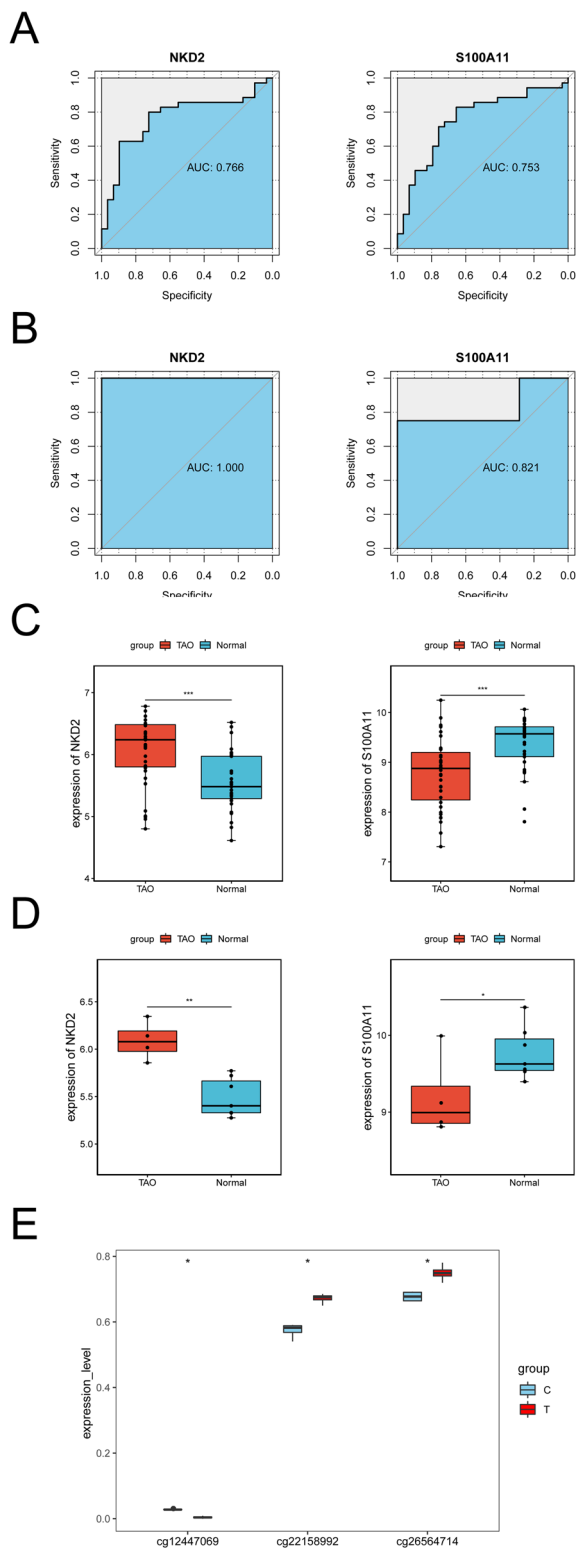 A
NKD2
S100A11
Sensitivity
1.0
0.8
0.6
0.4
0.2
0.0
AUC: 0.766
1.0 0.8 0.6 0.4 0.2 0.0
Specificity
Sensitivity
1.0
0.8
0.6
0.4
0.2
0.0
AUC: 0.753
1.0 0.8 0.6 0.4 0.2 0.0
Specificity
B
NKD2
S100A11
Sensitivity
1.0
0.8
0.6
0.4
0.2
0.0
AUC: 1.000
1.0 0.8 0.6 0.4 0.2 0.0
Specificity
Sensitivity
1.0
0.8
0.6
0.4
0.2
0.0
AUC: 0.821
1.0 0.8 0.6 0.4 0.2 0.0
Specificity
C
group TAO Normal
expression of NKD2
7
6
5
4
***
TAO Normal
group TAO Normal
expression of S100A11
10
9
8
7
***
TAO Normal
D
group TAO Normal
expression of NKD2
6.5
6.0
5.5
5.0
**
TAO Normal
group TAO Normal
expression of S100A11
10
9
*
TAO Normal
E
expression_level
0.8
0.6
0.4
0.2
0.0
* * *
cg12447069 cg22158992 cg26564714
group
C
T